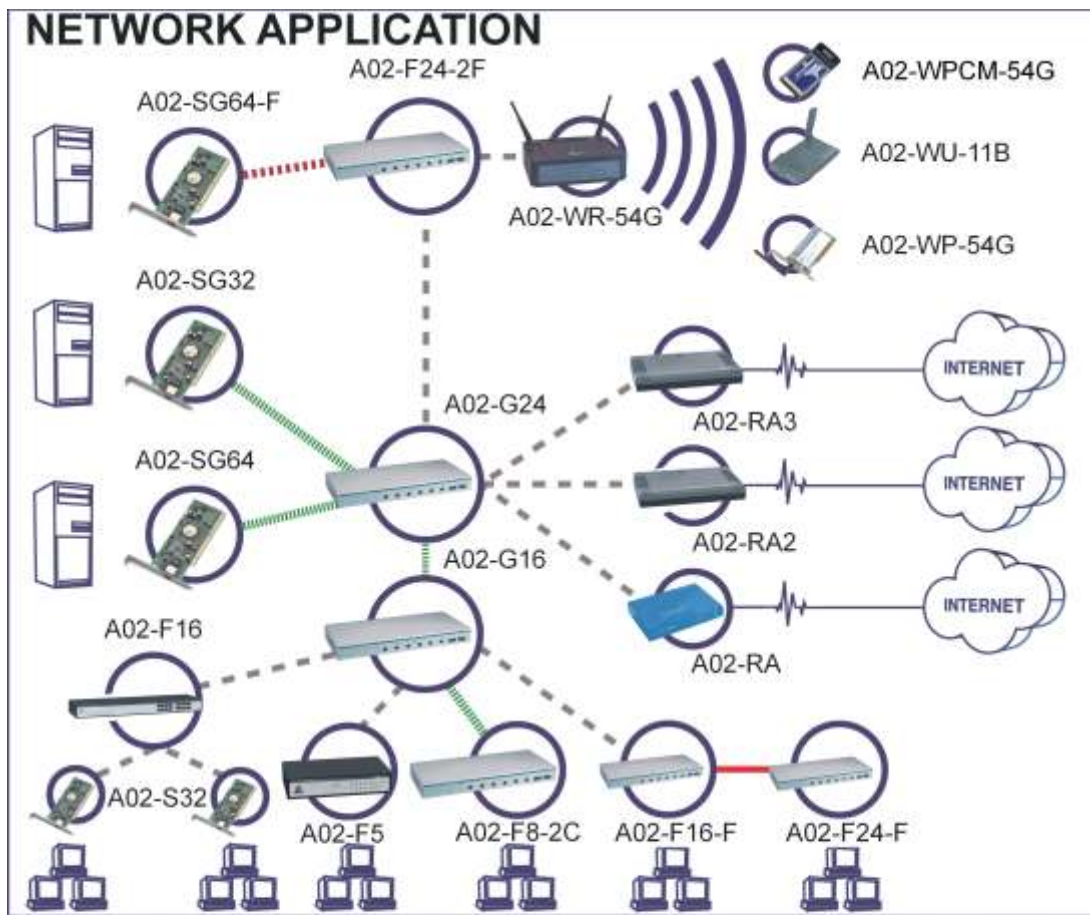 NETWORK APPLICATION
A02-F24-2F
A02-SG64-F
A02-WPCM-54G
A02-WU-11B
A02-WR-54G
A02-WP-54G
A02-SG32
INTERNET
A02-G24
A02-RA3
A02-SG64
INTERNET
A02-RA2
A02-G16
INTERNET
A02-F16
A02-RA
A02-S32
A02-F5
A02-F8-2C
A02-F16-F
A02-F24-F